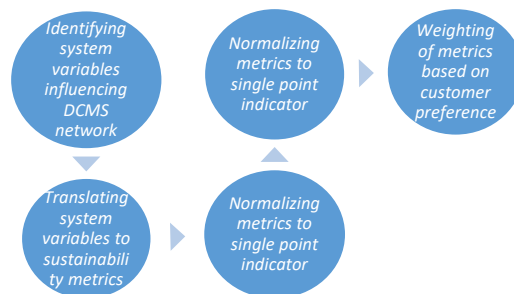 Identifying
system
variables
influencing
DCMS
network
Translating
system
variables to
sustainabili
ty metrics
Normalizing
metrics to
single point
indicator
Normalizing
metrics to
single point
indicator
Weighting
of metrics
based on
customer
preference